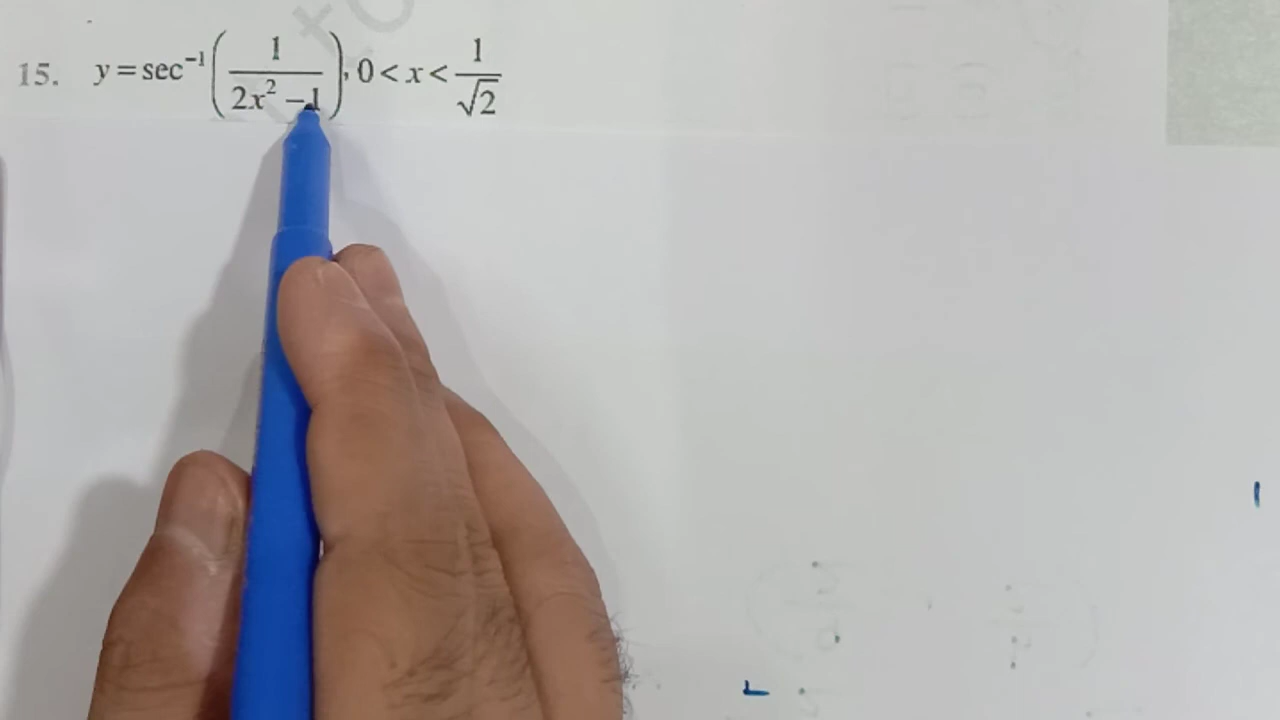 15. y = sec⁻¹(1/(2x² − 1)), 0 < x < 1/√2